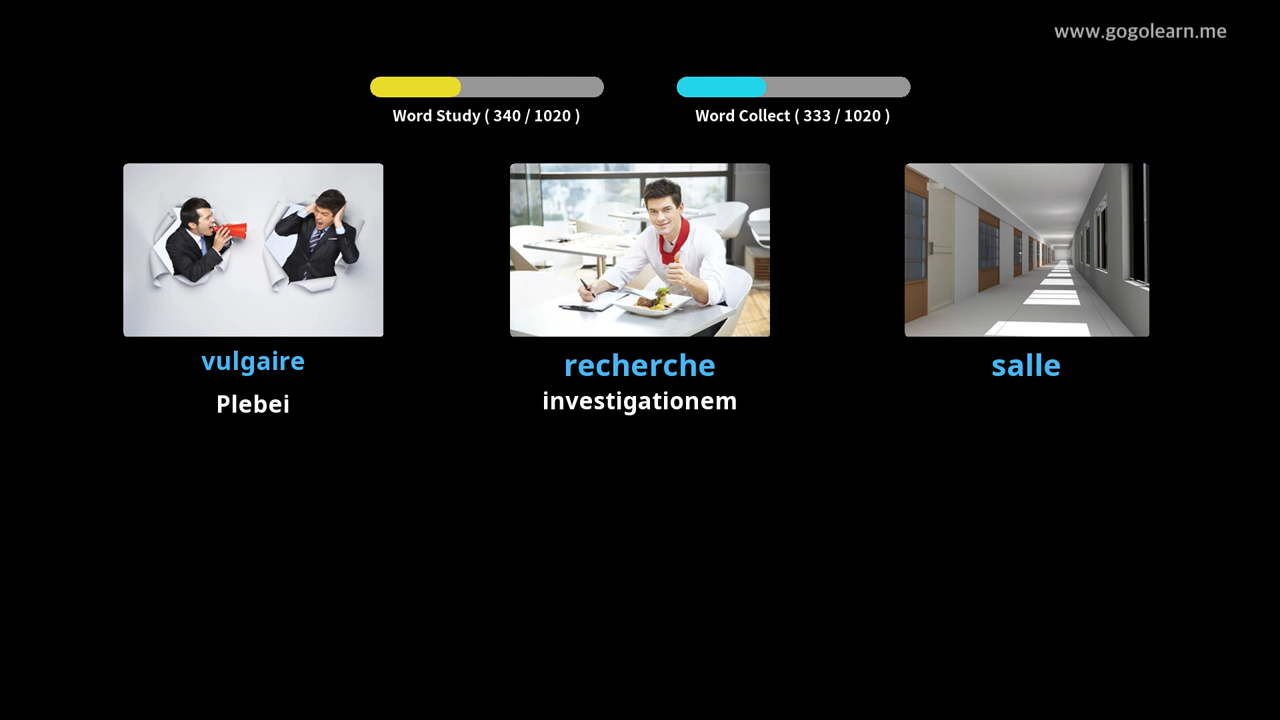 www.gogolearn.me
Word Study ( 340 / 1020 )
Word Collect ( 333 / 1020 )
vulgaire
Plebei
recherche
investigationem
salle